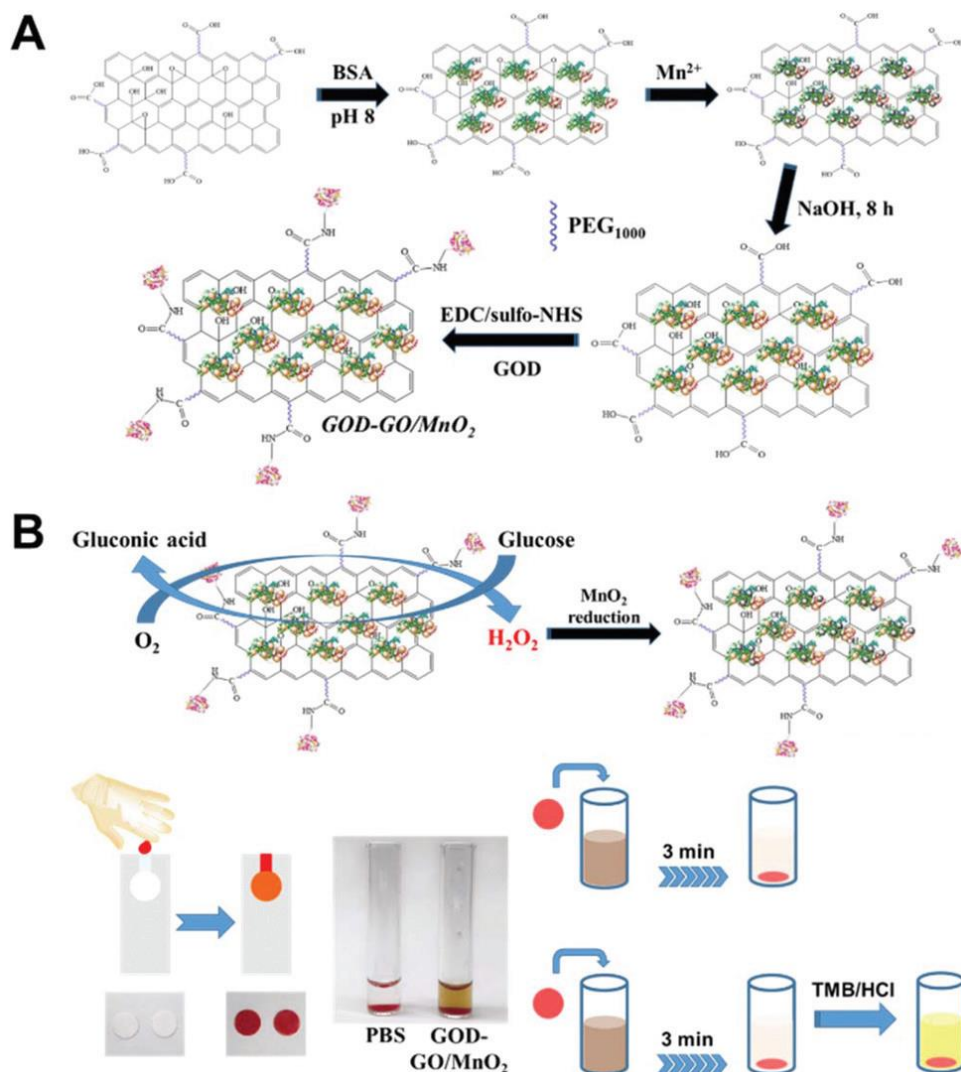 A
BSA
pH 8
Mn²⁺
NaOH, 8 h
PEG₁₀₀₀
EDC/sulfo-NHS
GOD
GOD-GO/MnO₂
B
Gluconic acid
Glucose
O₂
H₂O₂
MnO₂
reduction
3 min
PBS
GOD-
GO/MnO₂
3 min
TMB/HCl